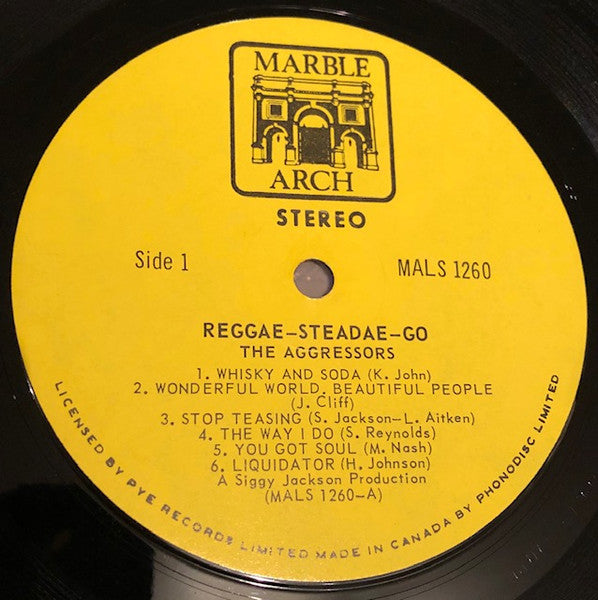 MARBLE
ARCH
STEREO
Side 1
MALS 1260
REGGAE-STEADAE-GO
THE AGGRESSORS
1. WHISKY AND SODA (K. John)
2. WONDERFUL WORLD, BEAUTIFUL PEOPLE
(J. Cliff)
3. STOP TEASING (S. Jackson-L. Aitken)
4. THE WAY I DO (S. Reynolds)
5. YOU GOT SOUL (M. Nash)
6. LIQUIDATOR (H. Johnson)
A Siggy Jackson Production
(MALS 1260-A)
LICENSED BY PYE RECORDS LIMITED MADE IN CANADA BY PHONODISC LIMITED